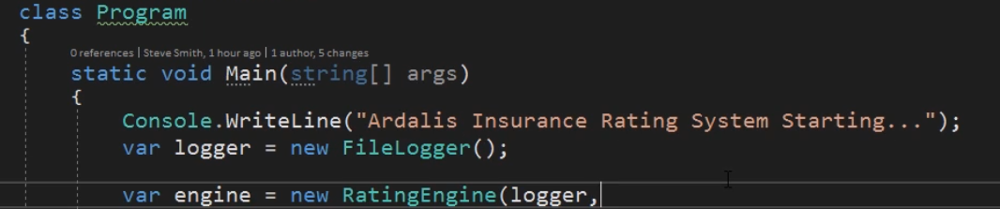 class Program
{
0 references | Steve Smith, 1 hour ago | 1 author, 5 changes
static void Main(string[] args)
{
Console.WriteLine("Ardalis Insurance Rating System Starting...");
var logger = new FileLogger();
var engine = new RatingEngine(logger,